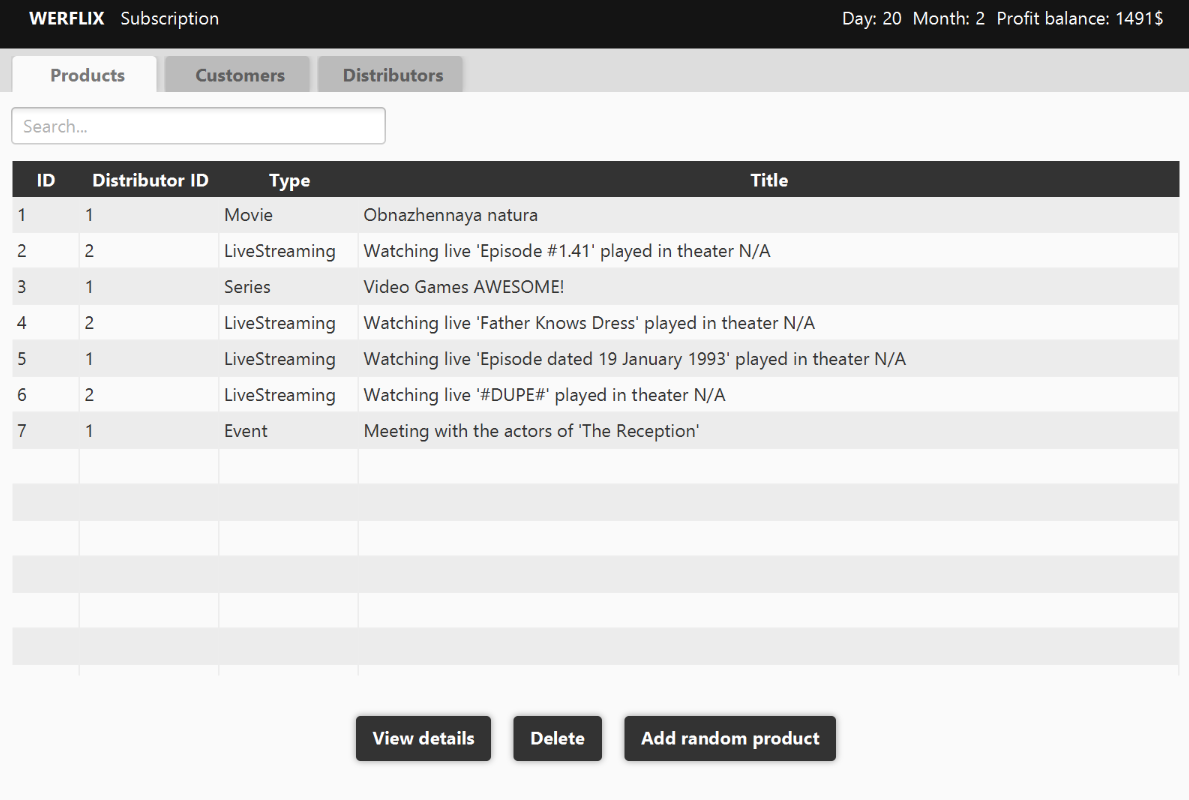 WERFLIX Subscription Day: 20 Month: 2 Profit balance: 1491$
Products Customers Distributors
Search...
ID Distributor ID Type Title
1 1 Movie Obnazhennaya natura
2 2 LiveStreaming Watching live 'Episode #1.41' played in theater N/A
3 1 Series Video Games AWESOME!
4 2 LiveStreaming Watching live 'Father Knows Dress' played in theater N/A
5 1 LiveStreaming Watching live 'Episode dated 19 January 1993' played in theater N/A
6 2 LiveStreaming Watching live '#DUPE#' played in theater N/A
7 1 Event Meeting with the actors of 'The Reception'
View details Delete Add random product